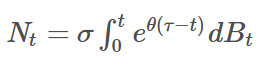 N_t = σ ∫_0^t e^{θ(τ−t)} dB_t